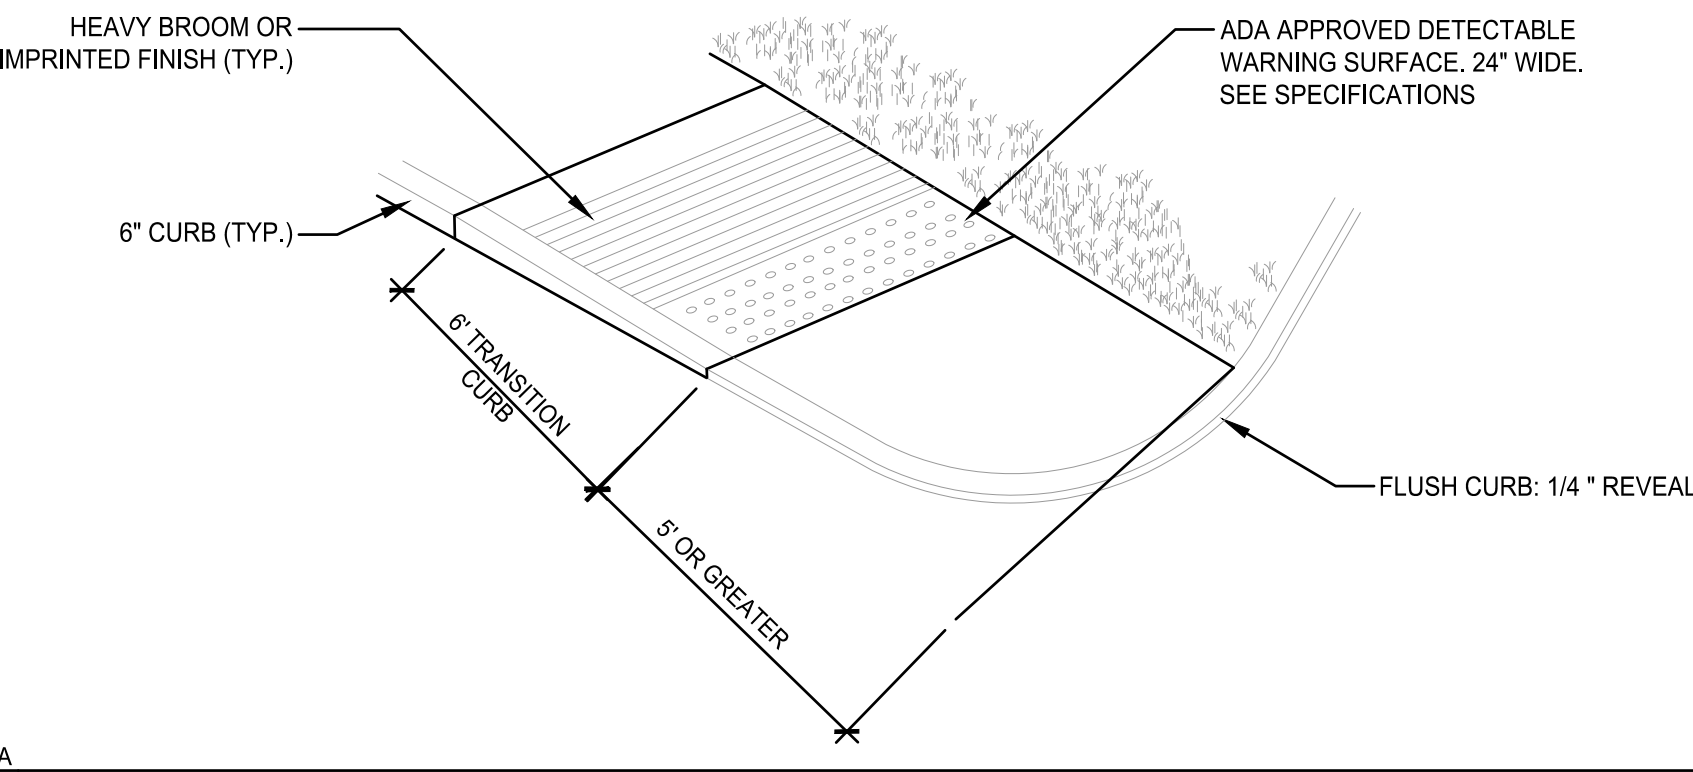 HEAVY BROOM OR
IMPRINTED FINISH (TYP.)
ADA APPROVED DETECTABLE
WARNING SURFACE. 24" WIDE.
SEE SPECIFICATIONS
6" CURB (TYP.)
6' TRANSITION
CURB
FLUSH CURB: 1/4 " REVEAL
5' OR GREATER
A